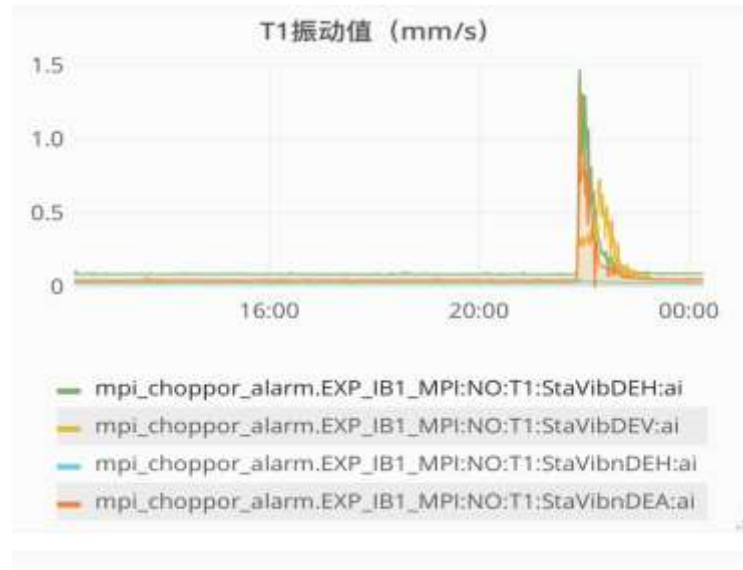 T1振动值（mm/s）
1.5
1.0
0.5
0
16:00 20:00 00:00
mpi_choppor_alarm.EXP_IB1_MPI:NO:T1:StaVibDEH:ai
mpi_choppor_alarm.EXP_IB1_MPI:NO:T1:StaVibDEV:ai
mpi_choppor_alarm.EXP_IB1_MPI:NO:T1:StaVibnDEH:ai
mpi_choppor_alarm.EXP_IB1_MPI:NO:T1:StaVibnDEA:ai